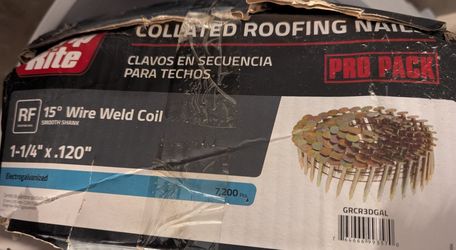 COLLATED ROOFING NAILS
Rite
CLAVOS EN SECUENCIA
PARA TECHOS
PRO PACK
RF
15° Wire Weld Coil
SMOOTH SHANK
1-1/4" x .120"
Electrogalvanized
7,200 Pcs
GRCR3DGAL